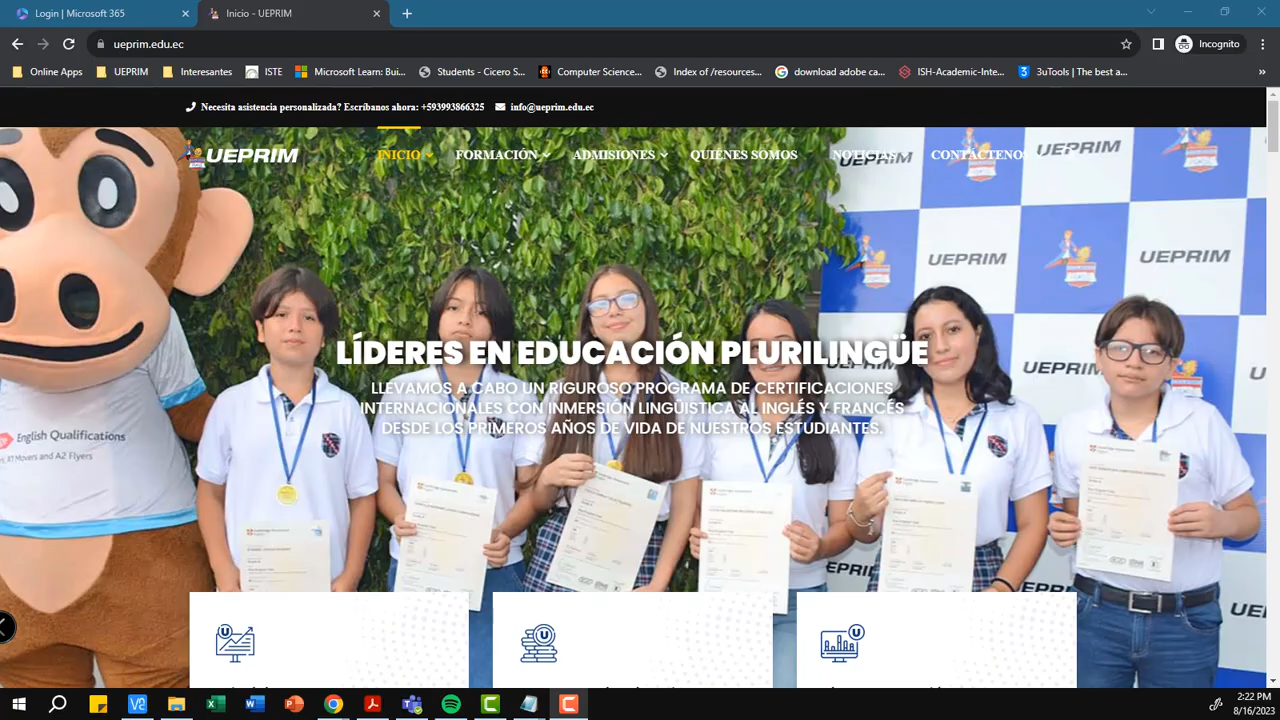 Login | Microsoft 365
Inicio - UEPRIM
ueprim.edu.ec
Incognito
Online Apps
UEPRIM
Interesantes
ISTE
Microsoft Learn: Bui...
Students - Cicero S...
Computer Science...
Index of /resources...
download adobe ca...
ISH-Academic-Inte...
3uTools | The best a...
Necesita asistencia personalizada? Escríbanos ahora: +593993866325
info@ueprim.edu.ec
UEPRIM
INICIO
FORMACIÓN
ADMISIONES
QUIÉNES SOMOS
NOTICIAS
CONTÁCTENOS
UEPRIM
UEPRIM
UEPRIM
UEPRIM
LÍDERES EN EDUCACIÓN PLURILINGÜE
LLEVAMOS A CABO UN RIGUROSO PROGRAMA DE CERTIFICACIONES
INTERNACIONALES CON INMERSIÓN LINGÜISTICA AL INGLÉS Y FRANCÉS
DESDE LOS PRIMEROS AÑOS DE VIDA DE NUESTROS ESTUDIANTES.
English Qualifications
A1 Movers and A2 Flyers
2:22 PM
8/16/2023